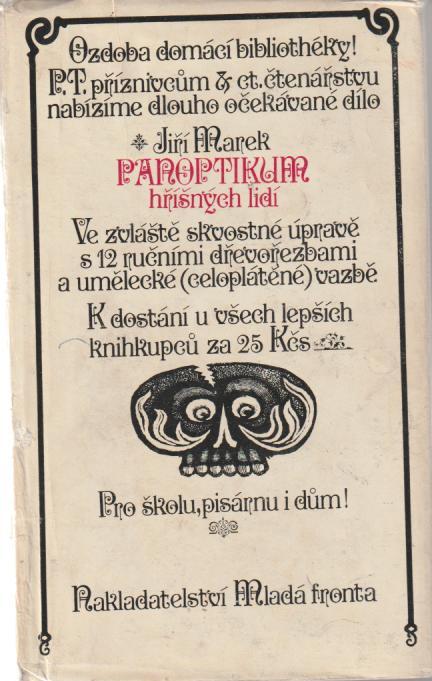 Ozdoba domácí bibliothéky!
P.T. příznivcům & ct. čtenářstvu
nabízíme dlouho očekávané dílo
Jiří Marek
PANOPTIKUM
hříšných lidí
Ve zvláště skvostné úpravě
s 12 ručními dřevořezbami
a umělecké (celoplátěné) vazbě
K dostání u všech lepších
knihkupců za 25 Kčs
Pro školu, pisárnu i dům!
Nakladatelství Mladá fronta